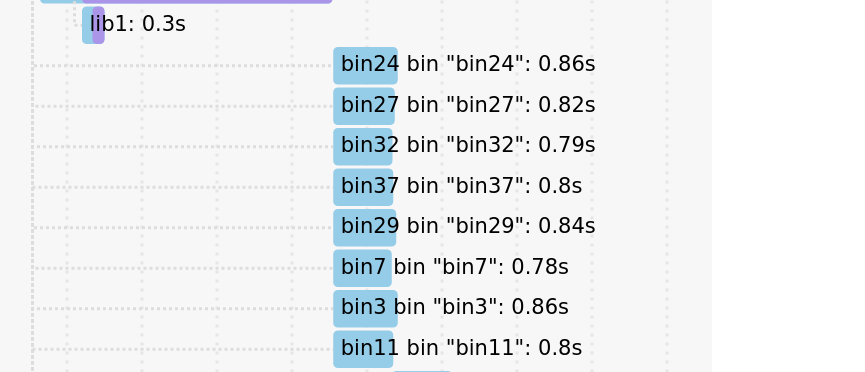 lib1: 0.3s
bin24 bin "bin24": 0.86s
bin27 bin "bin27": 0.82s
bin32 bin "bin32": 0.79s
bin37 bin "bin37": 0.8s
bin29 bin "bin29": 0.84s
bin7 bin "bin7": 0.78s
bin3 bin "bin3": 0.86s
bin11 bin "bin11": 0.8s